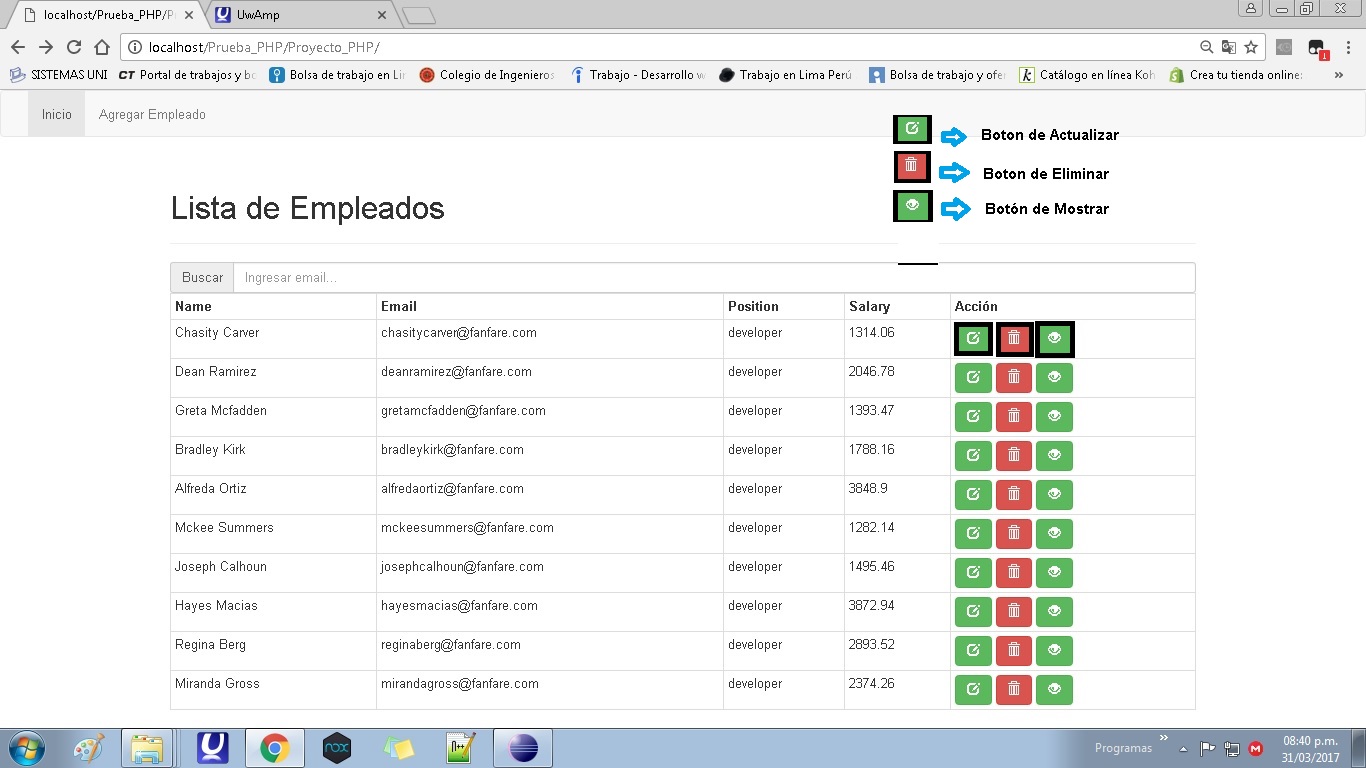 localhost/Prueba_PHP/P
UwAmp
localhost/Prueba_PHP/Proyecto_PHP/
SISTEMAS UNI CT Portal de trabajos y bo Bolsa de trabajo en Li Colegio de Ingenieros Trabajo - Desarrollo w Trabajo en Lima Perú Bolsa de trabajo y ofe Catálogo en línea Koh Crea tu tienda online: »
Inicio Agregar Empleado
Boton de Actualizar
Boton de Eliminar
Botón de Mostrar
Lista de Empleados
Buscar Ingresar email...
Name Email Position Salary Acción
Chasity Carver chasitycarver@fanfare.com developer 1314.06
Dean Ramirez deanramirez@fanfare.com developer 2046.78
Greta Mcfadden gretamcfadden@fanfare.com developer 1393.47
Bradley Kirk bradleykirk@fanfare.com developer 1788.16
Alfreda Ortiz alfredaortiz@fanfare.com developer 3848.9
Mckee Summers mckeesummers@fanfare.com developer 1282.14
Joseph Calhoun josephcalhoun@fanfare.com developer 1495.46
Hayes Macias hayesmacias@fanfare.com developer 3872.94
Regina Berg reginaberg@fanfare.com developer 2893.52
Miranda Gross mirandagross@fanfare.com developer 2374.26
nox
Programas »
08:40 p.m.
31/03/2017